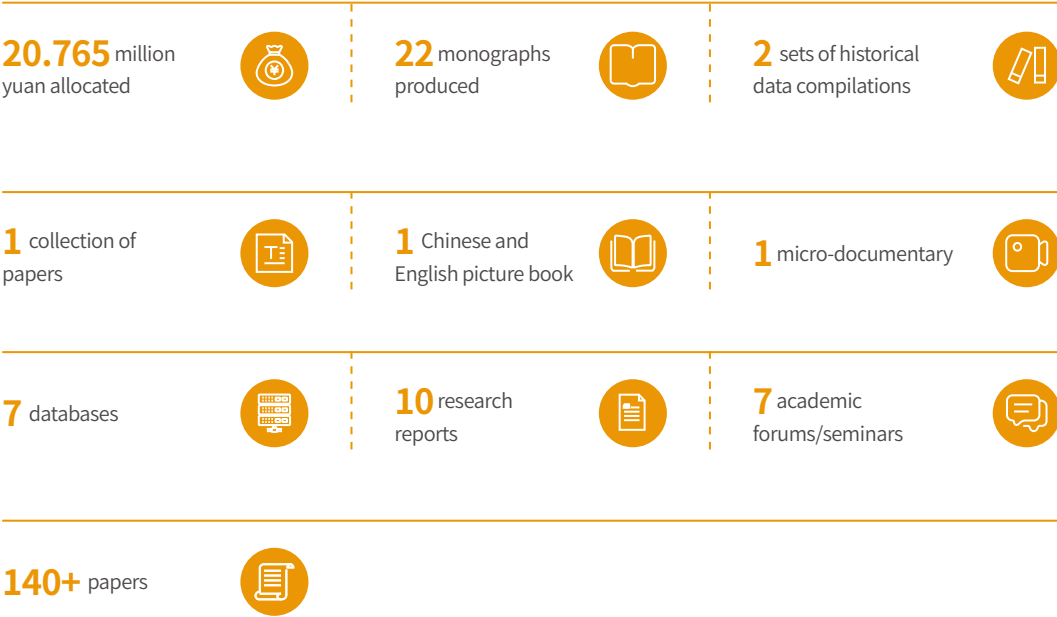 20.765 million
yuan allocated
22 monographs
produced
2 sets of historical
data compilations
1 collection of
papers
1 Chinese and
English picture book
1 micro-documentary
7 databases
10 research
reports
7 academic
forums/seminars
140+ papers